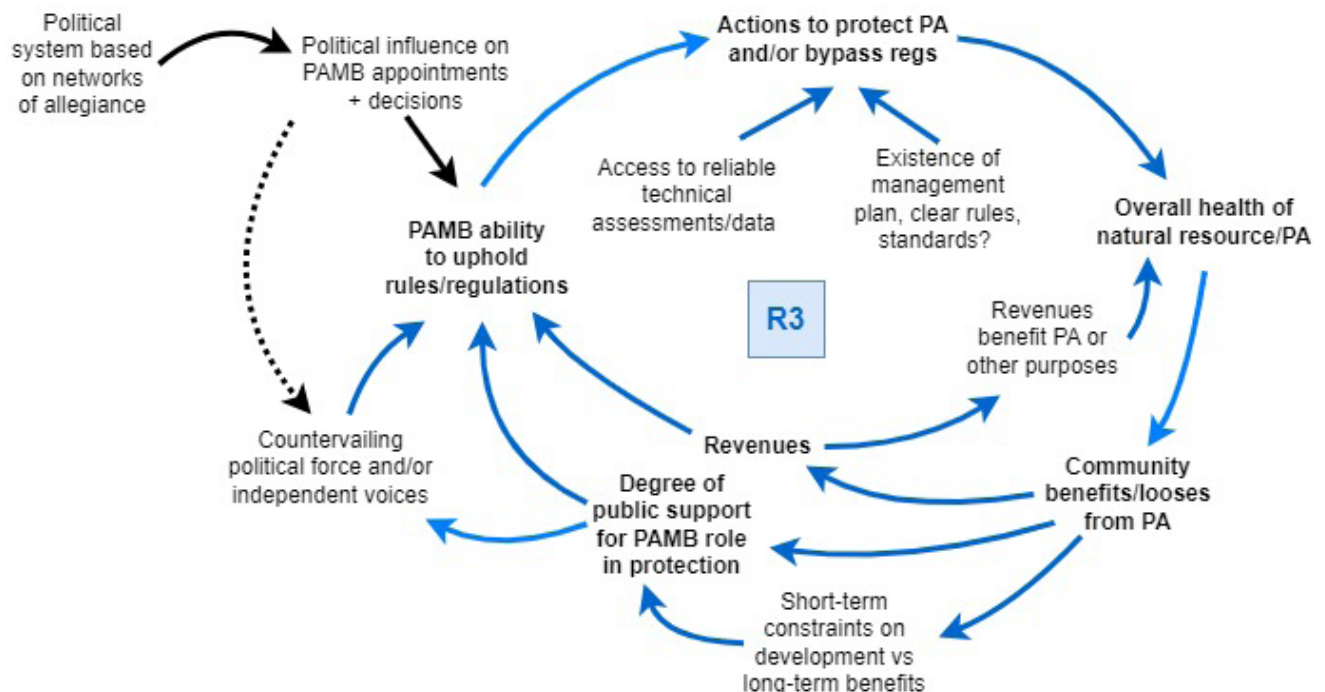 Political
system based
on networks
of allegiance
Political influence on
PAMB appointments
+ decisions
Actions to protect PA
and/or bypass regs
Access to reliable
technical
assessments/data
Existence of
management
plan, clear rules,
standards?
Overall health of
natural resource/PA
PAMB ability
to uphold
rules/regulations
R3
Revenues
benefit PA or
other purposes
Countervailing
political force and/or
independent voices
Revenues
Degree of
public support
for PAMB role
in protection
Community
benefits/looses
from PA
Short-term
constraints on
development vs
long-term benefits